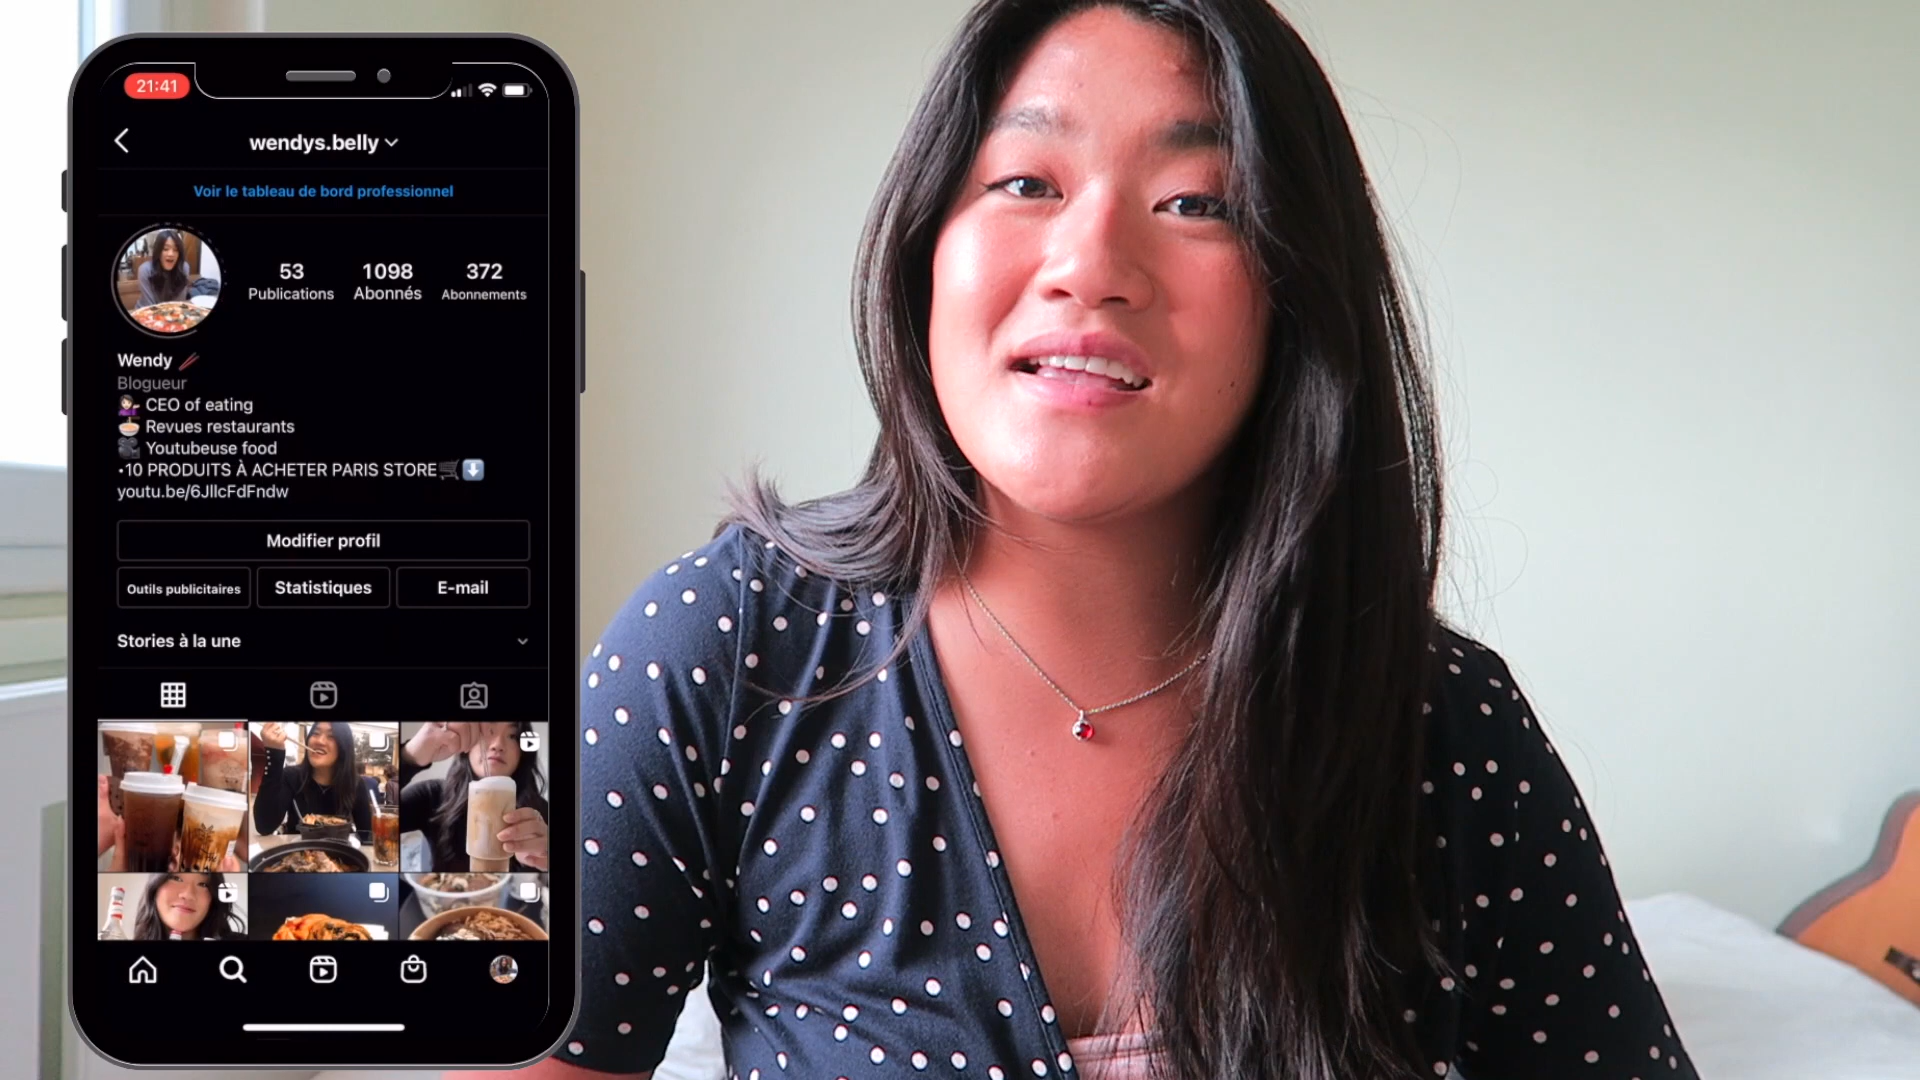 21:41
wendys.belly
Voir le tableau de bord professionnel
53 1098 372
Publications Abonnés Abonnements
Wendy 🥢
Blogueur
💁🏻‍♀️ CEO of eating
🍜 Revues restaurants
🎥 Youtubeuse food
•10 PRODUITS À ACHETER PARIS STORE🛒⬇️
youtu.be/6JllcFdFndw
Modifier profil
Outils publicitaires Statistiques E-mail
Stories à la une